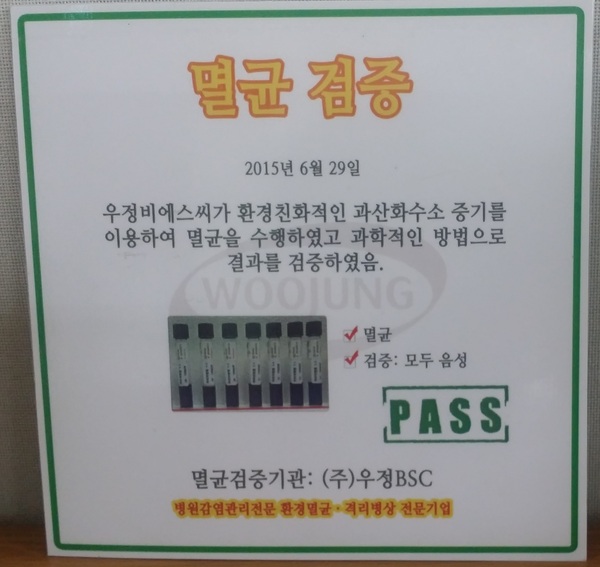 멸균 검증
2015년 6월 29일
우정비에스씨가 환경친화적인 과산화수소 증기를
이용하여 멸균을 수행하였고 과학적인 방법으로
결과를 검증하였음.
WOOJUNG
멸균
검증: 모두 음성
PASS
멸균검증기관: (주)우정BSC
병원감염관리전문 환경멸균・격리병상 전문기업